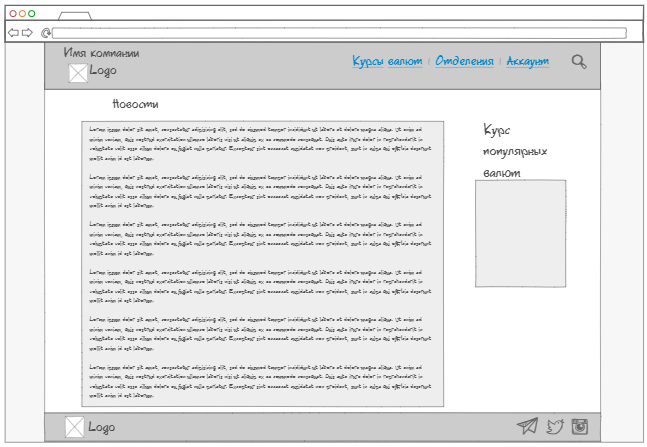 Имя компании
Logo
Курсы валют | Отделения | Аккаунт
Новости
Lorem ipsum dolor sit amet, consectetur adipiscing elit, sed do eiusmod tempor incididunt ut labore et dolore magna aliqua. Ut enim ad
minim veniam, quis nostrud exercitation ullamco laboris nisi ut aliquip ex ea commodo consequat. Duis aute irure dolor in reprehenderit in
voluptate velit esse cillum dolore eu fugiat nulla pariatur. Excepteur sint occaecat cupidatat non proident, sunt in culpa qui officia deserunt
mollit anim id est laborum.
Lorem ipsum dolor sit amet, consectetur adipiscing elit, sed do eiusmod tempor incididunt ut labore et dolore magna aliqua. Ut enim ad
minim veniam, quis nostrud exercitation ullamco laboris nisi ut aliquip ex ea commodo consequat. Duis aute irure dolor in reprehenderit in
voluptate velit esse cillum dolore eu fugiat nulla pariatur. Excepteur sint occaecat cupidatat non proident, sunt in culpa qui officia deserunt
mollit anim id est laborum.
Lorem ipsum dolor sit amet, consectetur adipiscing elit, sed do eiusmod tempor incididunt ut labore et dolore magna aliqua. Ut enim ad
minim veniam, quis nostrud exercitation ullamco laboris nisi ut aliquip ex ea commodo consequat. Duis aute irure dolor in reprehenderit in
voluptate velit esse cillum dolore eu fugiat nulla pariatur. Excepteur sint occaecat cupidatat non proident, sunt in culpa qui officia deserunt
mollit anim id est laborum.
Lorem ipsum dolor sit amet, consectetur adipiscing elit, sed do eiusmod tempor incididunt ut labore et dolore magna aliqua. Ut enim ad
minim veniam, quis nostrud exercitation ullamco laboris nisi ut aliquip ex ea commodo consequat. Duis aute irure dolor in reprehenderit in
voluptate velit esse cillum dolore eu fugiat nulla pariatur. Excepteur sint occaecat cupidatat non proident, sunt in culpa qui officia deserunt
mollit anim id est laborum.
Lorem ipsum dolor sit amet, consectetur adipiscing elit, sed do eiusmod tempor incididunt ut labore et dolore magna aliqua. Ut enim ad
minim veniam, quis nostrud exercitation ullamco laboris nisi ut aliquip ex ea commodo consequat. Duis aute irure dolor in reprehenderit in
voluptate velit esse cillum dolore eu fugiat nulla pariatur. Excepteur sint occaecat cupidatat non proident, sunt in culpa qui officia deserunt
mollit anim id est laborum.
Lorem ipsum dolor sit amet, consectetur adipiscing elit, sed do eiusmod tempor incididunt ut labore et dolore magna aliqua. Ut enim ad
minim veniam, quis nostrud exercitation ullamco laboris nisi ut aliquip ex ea commodo consequat. Duis aute irure dolor in reprehenderit in
voluptate velit esse cillum dolore eu fugiat nulla pariatur. Excepteur sint occaecat cupidatat non proident, sunt in culpa qui officia deserunt
mollit anim id est laborum.
Курс
популярных
валют
Logo